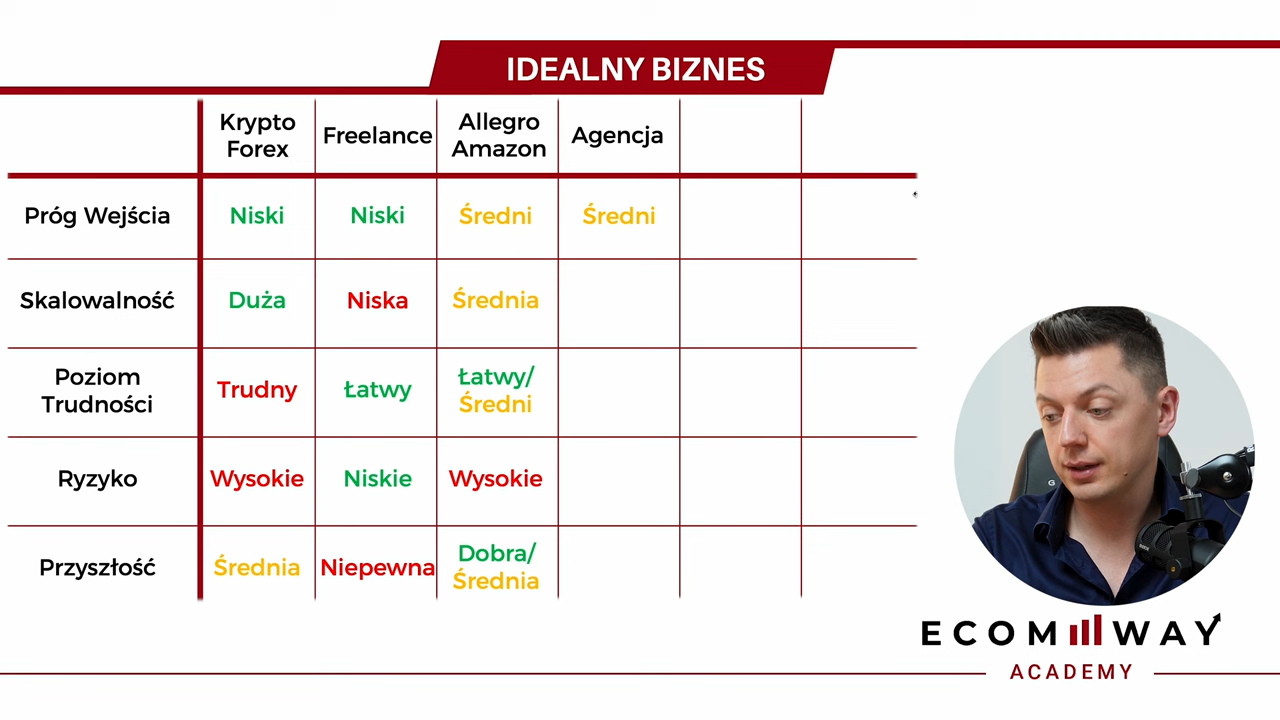 IDEALNY BIZNES
Krypto
Forex
Freelance
Allegro
Amazon
Agencja
Próg Wejścia
Niski
Niski
Średni
Średni
Skalowalność
Duża
Niska
Średnia
Poziom
Trudności
Trudny
Łatwy
Łatwy/
Średni
Ryzyko
Wysokie
Niskie
Wysokie
Przyszłość
Średnia
Niepewna
Dobra/
Średnia
ECOM WAY
ACADEMY